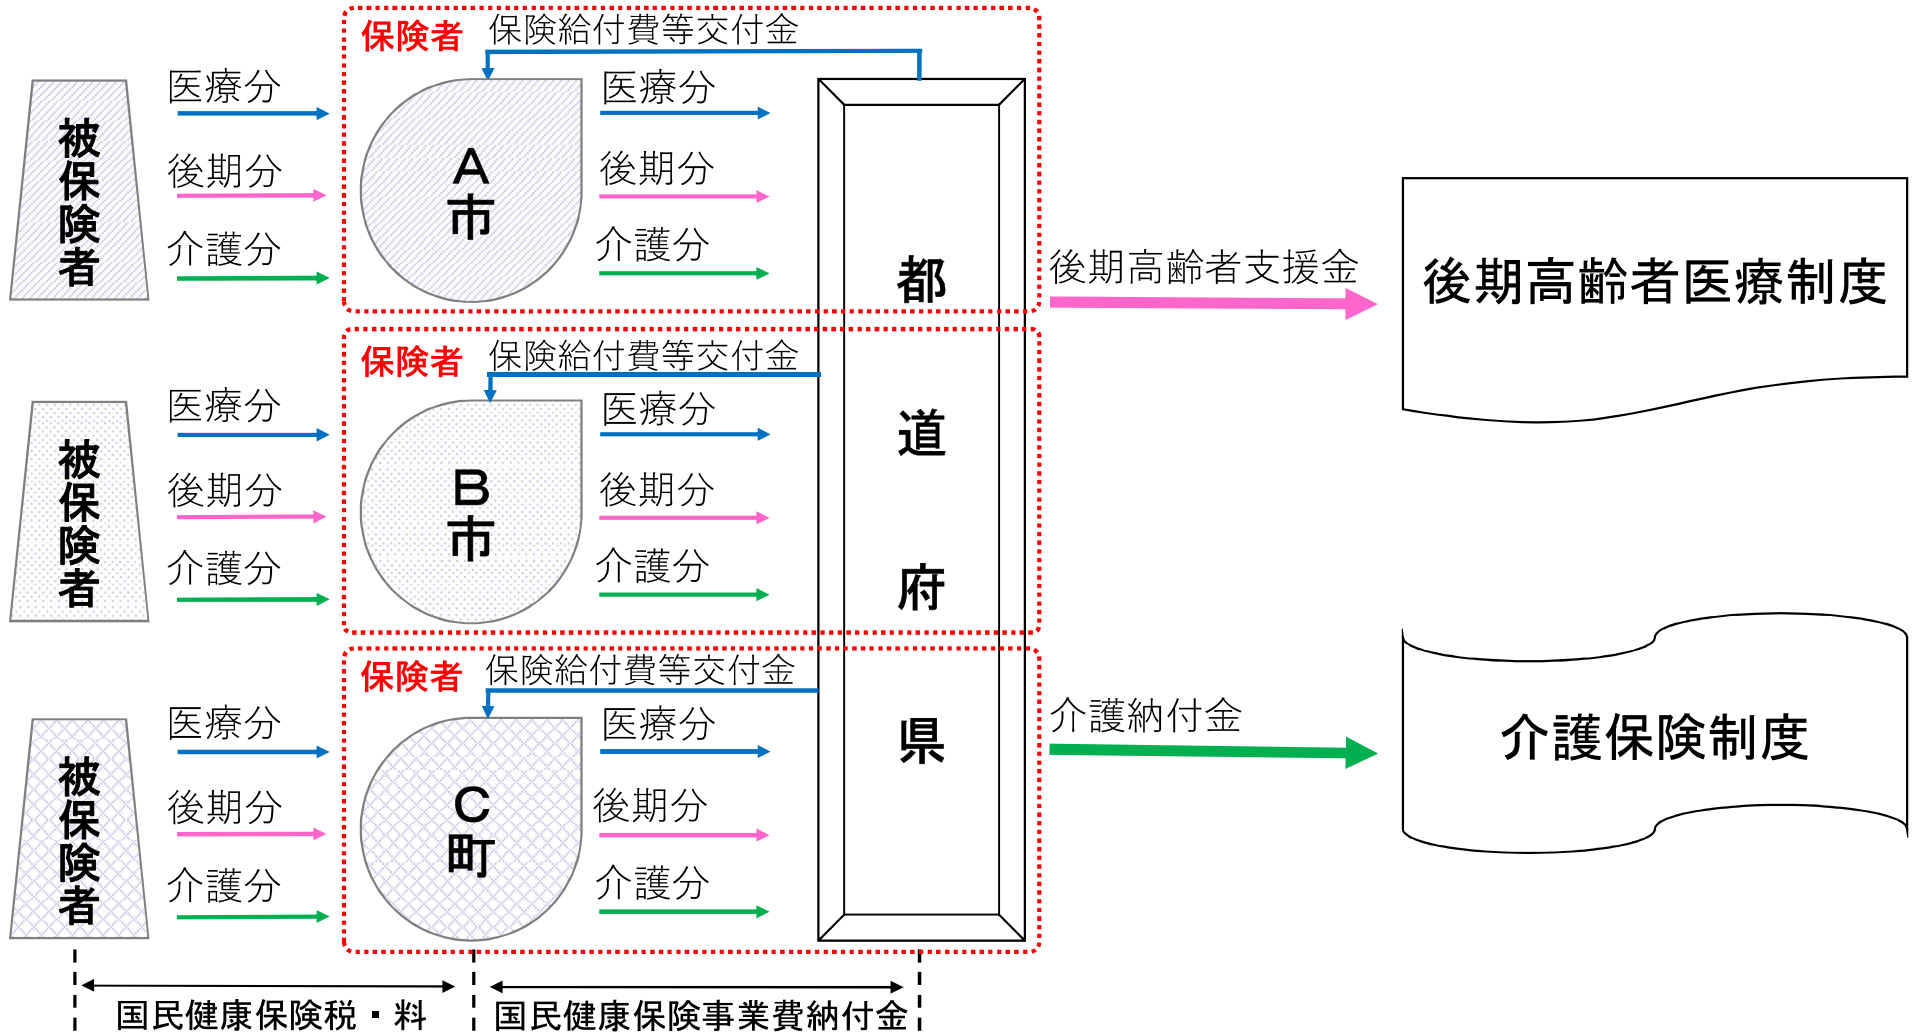 保険者
保険給付費等交付金
被保険者
医療分
後期分
介護分
A市
医療分
後期分
介護分
保険者
保険給付費等交付金
被保険者
医療分
後期分
介護分
B市
医療分
後期分
介護分
保険者
保険給付費等交付金
被保険者
医療分
後期分
介護分
C町
医療分
後期分
介護分
都道府県
後期高齢者支援金
後期高齢者医療制度
介護納付金
介護保険制度
国民健康保険税・料
国民健康保険事業費納付金